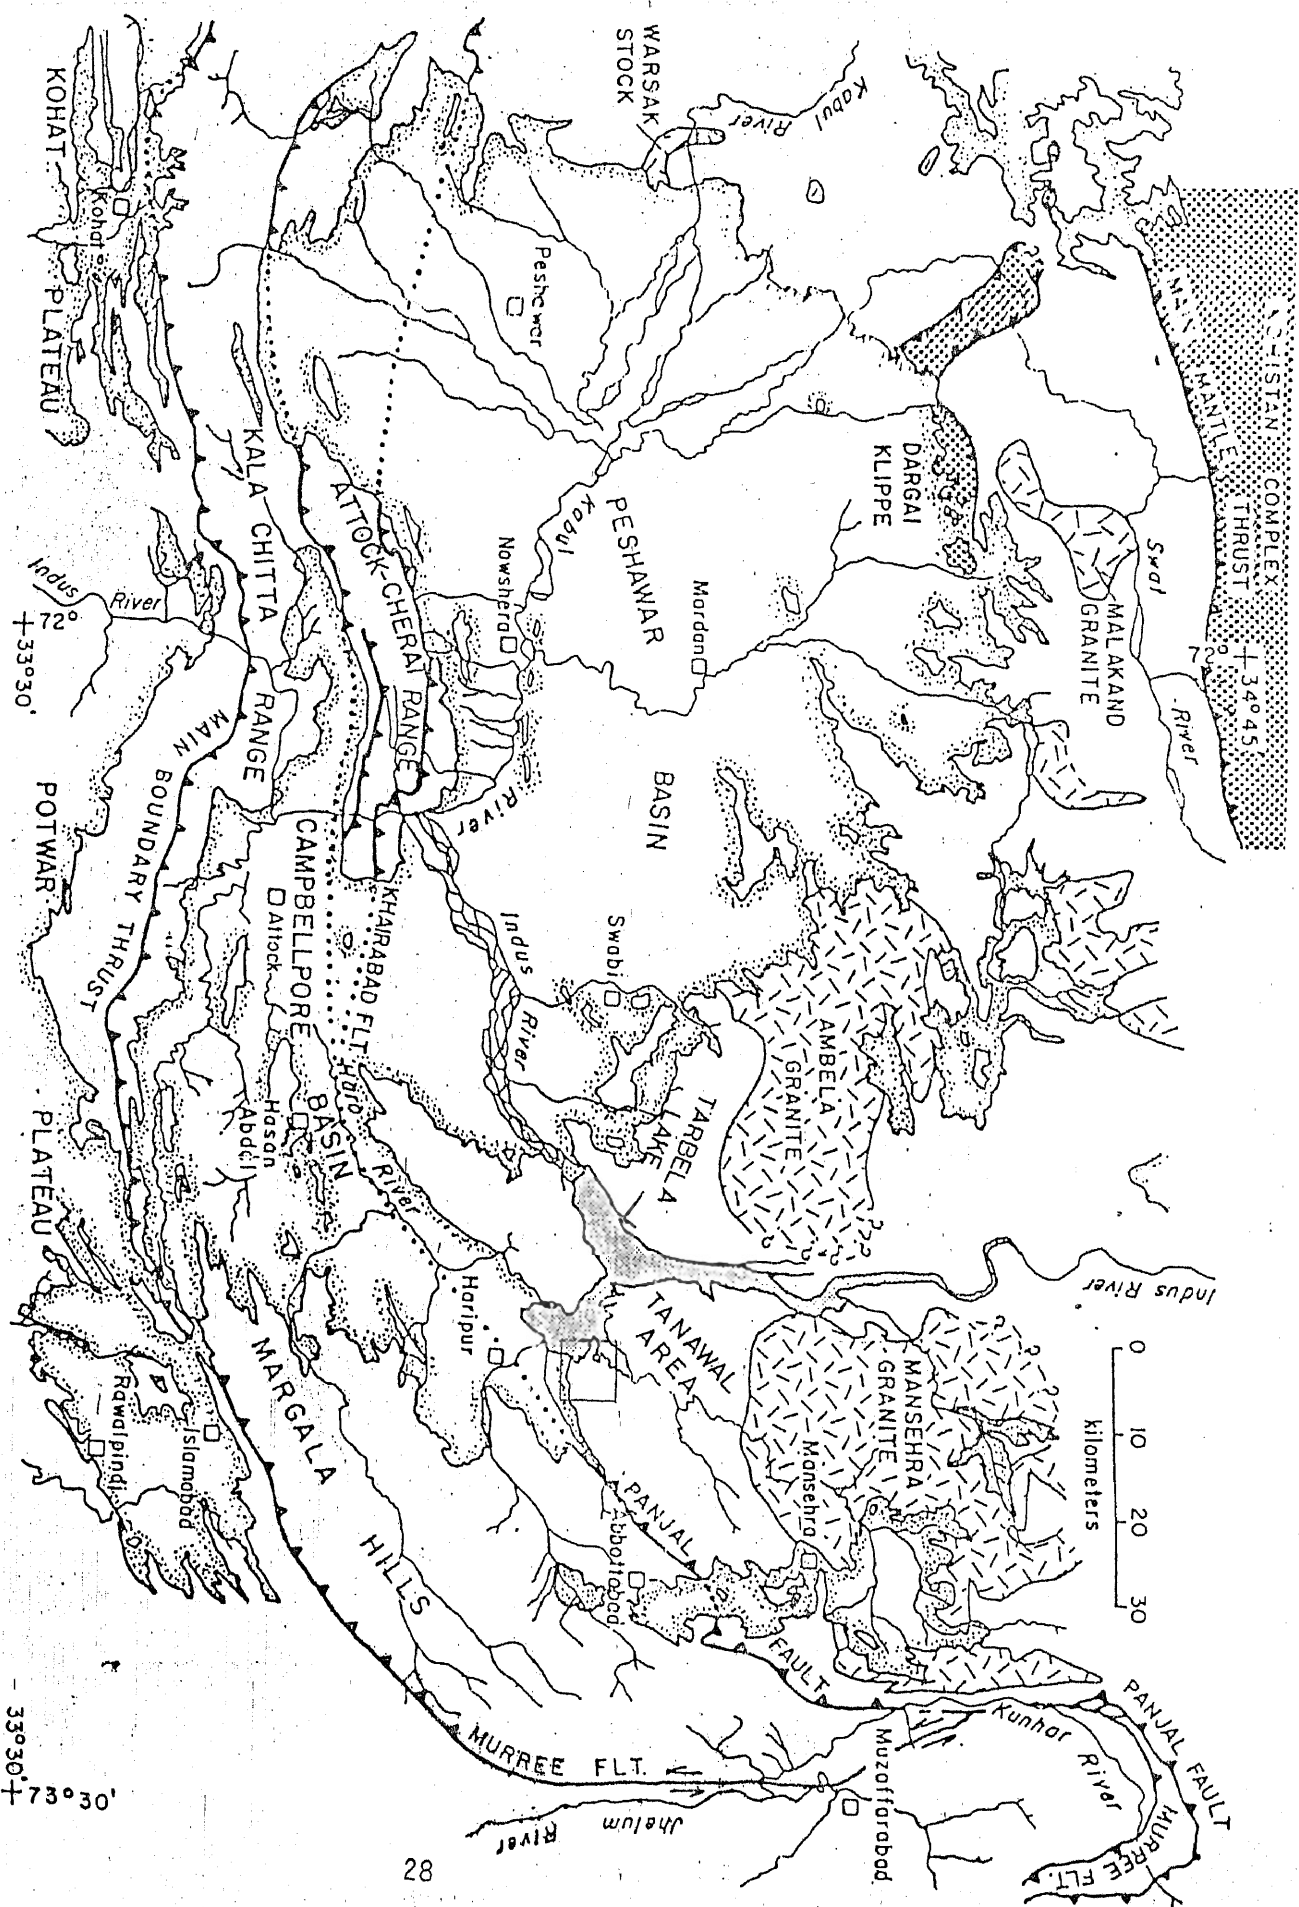 KOHISTAN COMPLEX
MAIN MANTLE THRUST
72° + 34°45'
Swat
River
MALAKAND
GRANITE
DARGAI
KLIPPE
Kabul
River
WARSAK
STOCK
Peshewar
PESHAWAR
BASIN
Mardan
Kabul
River
Nowshera
ATTOCK-CHERAI RANGE
KALA CHITTA
RANGE
KOHAT
PLATEAU
Kohat
Indus
River
+72°
33°30'
MAIN
BOUNDARY THRUST
POTWAR
PLATEAU
CAMPBELLPORE
BASIN
Attock
KHAIRABAD FLT.
Haro
River
Hasan
Abdal
Indus
River
Swabi
TARBELA
LAKE
AMBELA
GRANITE
Indus River
TANAWAL
AREA
Haripur
MANSEHRA
GRANITE
Mansehra
0 10 20 30
kilometers
PANJAL
FAULT
Abbottabad
MARGALA
HILLS
Islamabad
Rawalpindi
MURREE FLT.
Jhelum
River
Muzaffarabad
Kunhar
River
PANJAL FAULT
MURREE FLT.
33°30'
+73°30'
28